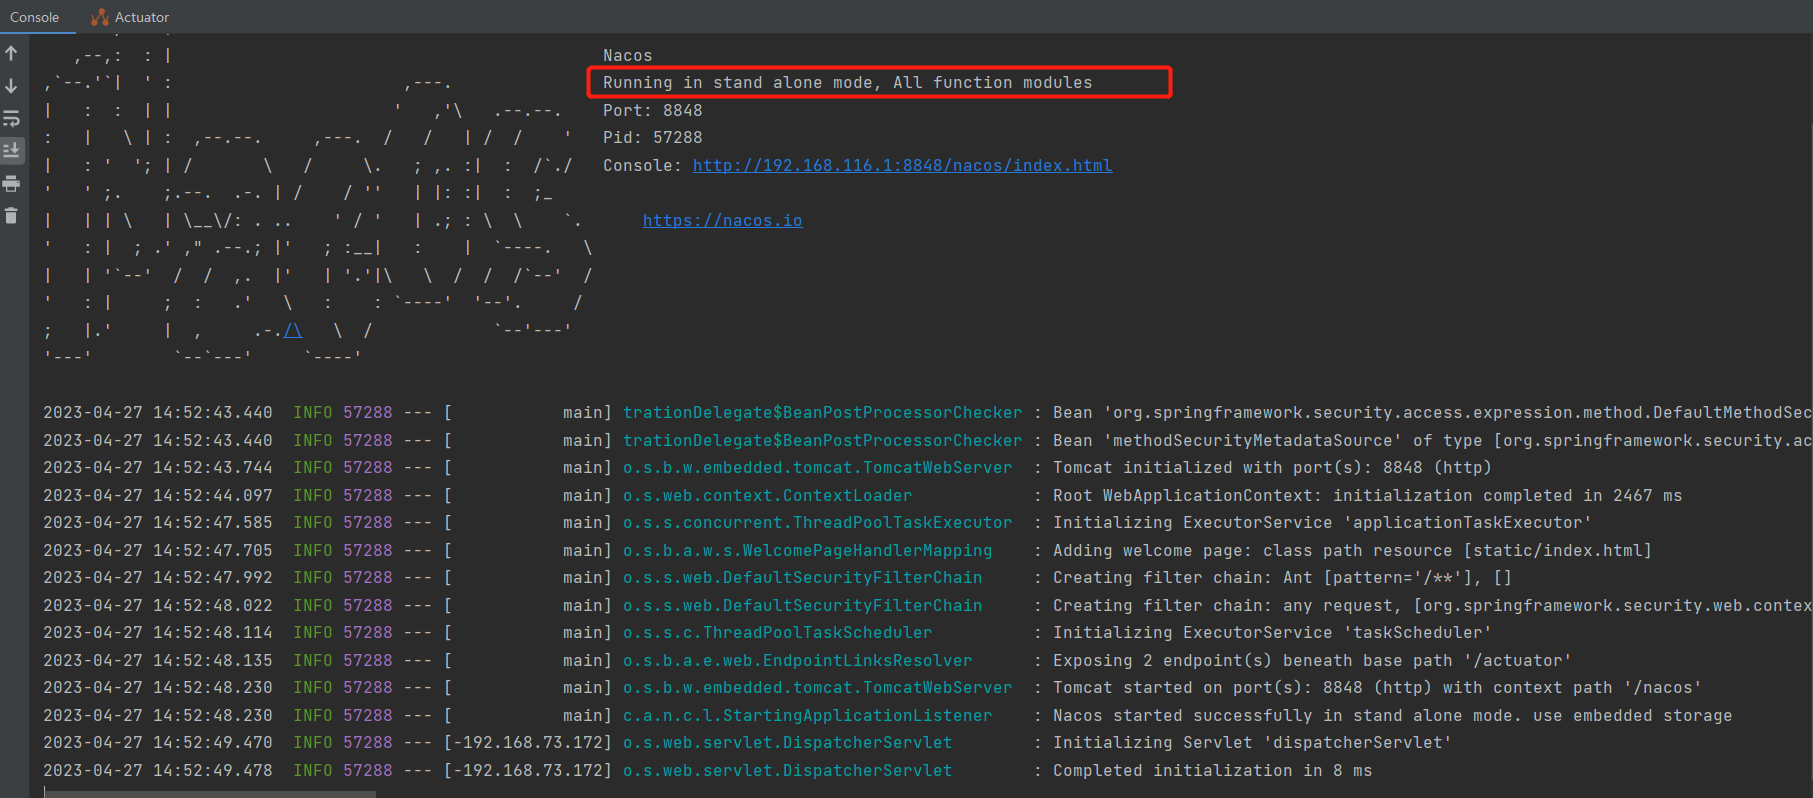 Console Actuator
    ,--,:  : |                                           Nacos
,`--.'`|  ' :                       ,---.               Running in stand alone mode, All function modules
|   :  :  | |                      '   ,'\   .--.--.    Port: 8848
:   |   \ | :  ,--.--.     ,---.  /   /   | /  /    '   Pid: 57288
|   : '  '; | /       \   /     \.   ; ,. :|  :  /`./   Console: http://192.168.116.1:8848/nacos/index.html
'   ' ;.    ;.--.  .-. | /    / ''   | |: :|  :  ;_
|   | | \   | \__\/: . ..    ' / '   | .; : \  \    `.      https://nacos.io
'   : |  ; .' ," .--.; |'   ; :__|   :    |  `----.   \
|   | '`--'  /  /  ,.  |'   | '.'|\   \  /  /  /`--'  /
'   : |     ;  :   .'   \   :    : `----'  '--'.     /
;   |.'     |  ,     .-./\   \  /            `--'---'
'---'        `--`---'     `----'
2023-04-27 14:52:43.440  INFO 57288 --- [           main] trationDelegate$BeanPostProcessorChecker : Bean 'org.springframework.security.access.expression.method.DefaultMethodSec
2023-04-27 14:52:43.440  INFO 57288 --- [           main] trationDelegate$BeanPostProcessorChecker : Bean 'methodSecurityMetadataSource' of type [org.springframework.security.ac
2023-04-27 14:52:43.744  INFO 57288 --- [           main] o.s.b.w.embedded.tomcat.TomcatWebServer  : Tomcat initialized with port(s): 8848 (http)
2023-04-27 14:52:44.097  INFO 57288 --- [           main] o.s.web.context.ContextLoader            : Root WebApplicationContext: initialization completed in 2467 ms
2023-04-27 14:52:47.585  INFO 57288 --- [           main] o.s.s.concurrent.ThreadPoolTaskExecutor  : Initializing ExecutorService 'applicationTaskExecutor'
2023-04-27 14:52:47.705  INFO 57288 --- [           main] o.s.b.a.w.s.WelcomePageHandlerMapping    : Adding welcome page: class path resource [static/index.html]
2023-04-27 14:52:47.992  INFO 57288 --- [           main] o.s.s.web.DefaultSecurityFilterChain     : Creating filter chain: Ant [pattern='/**'], []
2023-04-27 14:52:48.022  INFO 57288 --- [           main] o.s.s.web.DefaultSecurityFilterChain     : Creating filter chain: any request, [org.springframework.security.web.contex
2023-04-27 14:52:48.114  INFO 57288 --- [           main] o.s.s.c.ThreadPoolTaskScheduler          : Initializing ExecutorService 'taskScheduler'
2023-04-27 14:52:48.135  INFO 57288 --- [           main] o.s.b.a.e.web.EndpointLinksResolver      : Exposing 2 endpoint(s) beneath base path '/actuator'
2023-04-27 14:52:48.230  INFO 57288 --- [           main] o.s.b.w.embedded.tomcat.TomcatWebServer  : Tomcat started on port(s): 8848 (http) with context path '/nacos'
2023-04-27 14:52:48.230  INFO 57288 --- [           main] c.a.n.c.l.StartingApplicationListener    : Nacos started successfully in stand alone mode. use embedded storage
2023-04-27 14:52:49.470  INFO 57288 --- [-192.168.73.172] o.s.web.servlet.DispatcherServlet        : Initializing Servlet 'dispatcherServlet'
2023-04-27 14:52:49.478  INFO 57288 --- [-192.168.73.172] o.s.web.servlet.DispatcherServlet        : Completed initialization in 8 ms